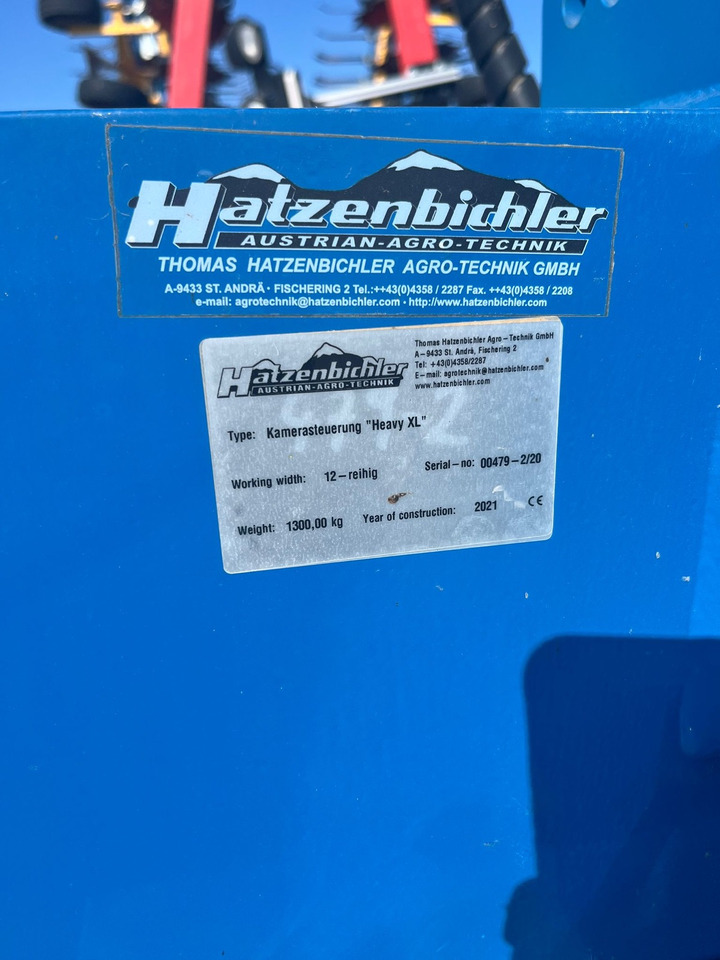 Hatzenbichler
AUSTRIAN-AGRO-TECHNIK
THOMAS HATZENBICHLER AGRO-TECHNIK GMBH
A-9433 ST. ANDRÄ • FISCHERING 2 Tel.:++43(0)4358 / 2287 Fax. ++43(0)4358 / 2208
e-mail: agrotechnik@hatzenbichler.com · http://www.hatzenbichler.com
Hatzenbichler
AUSTRIAN-AGRO-TECHNIK
Thomas Hatzenbichler Agro-Technik GmbH
A-9433 St. Andrä, Fischering 2
Tel: +43(0)4358/2287
E-mail: agrotechnik@hatzenbichler.com
www.hatzenbichler.com
Type: Kamerasteuerung "Heavy XL"
Working width: 12-reihig Serial-no: 00479-2/20
Weight: 1300,00 kg Year of construction: 2021 CE